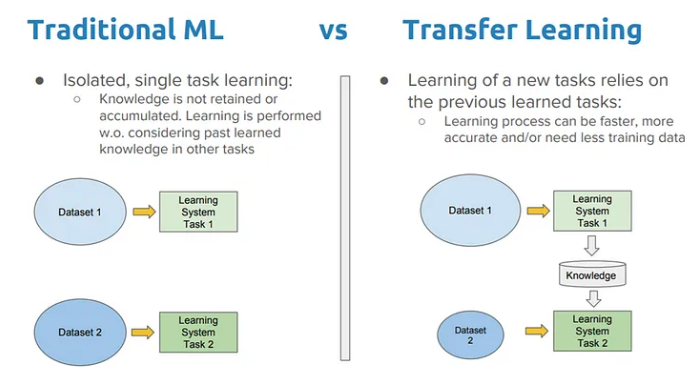 Traditional ML vs Transfer Learning
● Isolated, single task learning:
○ Knowledge is not retained or
accumulated. Learning is performed
w.o. considering past learned
knowledge in other tasks
Dataset 1
Learning
System
Task 1
Dataset 2
Learning
System
Task 2
● Learning of a new tasks relies on
the previous learned tasks:
○ Learning process can be faster, more
accurate and/or need less training data
Dataset 1
Learning
System
Task 1
Knowledge
Dataset
2
Learning
System
Task 2